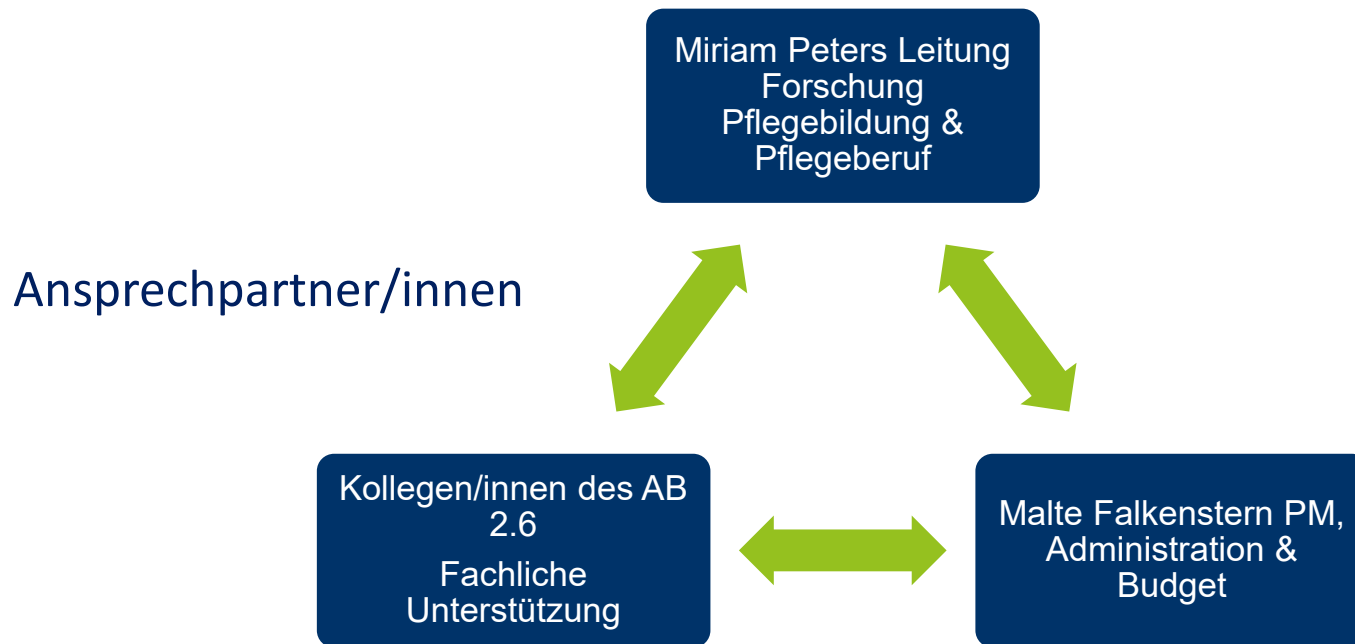 Miriam Peters Leitung
Forschung
Pflegebildung &
Pflegeberuf
Ansprechpartner/innen
Kollegen/innen des AB
2.6
Fachliche
Unterstützung
Malte Falkenstern PM,
Administration &
Budget